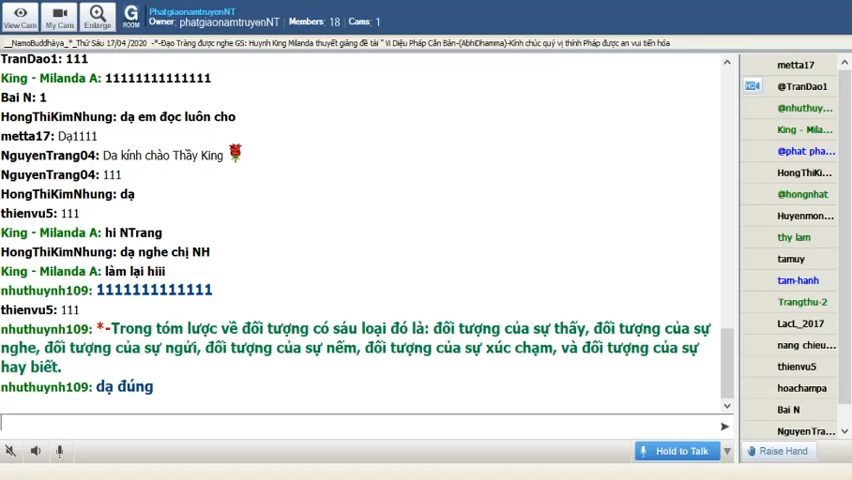 View Cam
My Cam
Enlarge
G
ROOM
PhatgiaonamtruyenNT
Owner: phatgiaonamtruyenNT
Members: 18
Cams: 1
__NamoBuddhàya_*_Thứ Sáu 17/04 /2020 -*-Đạo Tràng được nghe GS: Huynh King Milanda thuyết giảng đề tài " Vi Diệu Pháp Căn Bản-(AbhiDhamma)-Kính chúc quý vị thính Pháp được an vui tiến hóa
TranDao1: 111
King - Milanda A: 11111111111111
Bai N: 1
HongThiKimNhung: dạ em đọc luôn cho
metta17: Dạ1111
NguyenTrang04: Dạ kính chào Thầy King
NguyenTrang04: 111
HongThiKimNhung: dạ
thienvu5: 111
King - Milanda A: hi NTrang
HongThiKimNhung: dạ nghe chị NH
King - Milanda A: làm lại hiii
nhuthuynh109: 1111111111111
thienvu5: 111
nhuthuynh109: *-Trong tóm lược về đối tượng có sáu loại đó là: đối tượng của sự thấy, đối tượng của sự
nghe, đối tượng của sự ngửi, đối tượng của sự nếm, đối tượng của sự xúc chạm, và đối tượng của sự
hay biết.
nhuthuynh109: dạ đúng
Hold to Talk
metta17
@TranDao1
@nhuthuy...
King - Mila...
@phat pha...
HongThiKi...
@hongnhat
Huyenmon...
thy lam
tamuy
tam-hanh
Trangthu-2
LacL_2017
nang chieu...
thienvu5
hoachampa
Bai N
NguyenTra...
Raise Hand